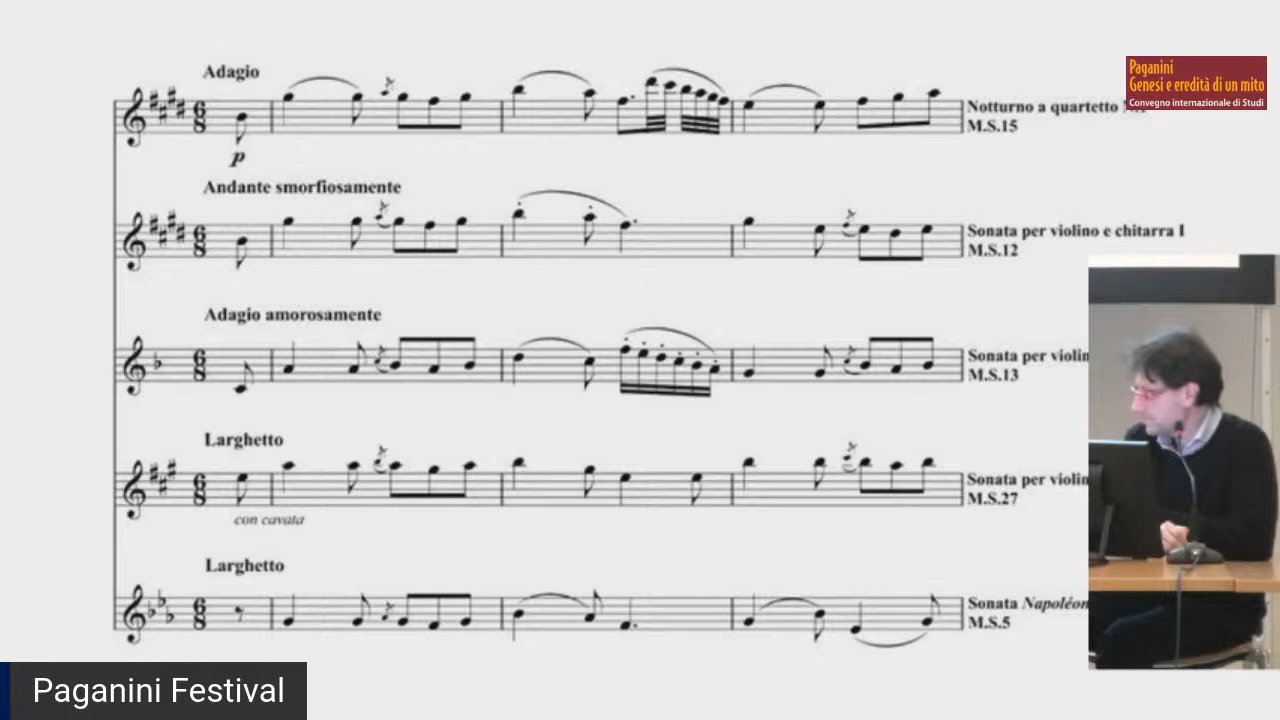 Paganini
Genesi e eredità di un mito
Convegno internazionale di Studi
Adagio
p
Notturno a quartetto
M.S.15
Andante smorfiosamente
Sonata per violino e chitarra I
M.S.12
Adagio amorosamente
Sonata per violin
M.S.13
Larghetto
con cavata
Sonata per violin
M.S.27
Larghetto
Sonata Napoléon
M.S.5
Paganini Festival